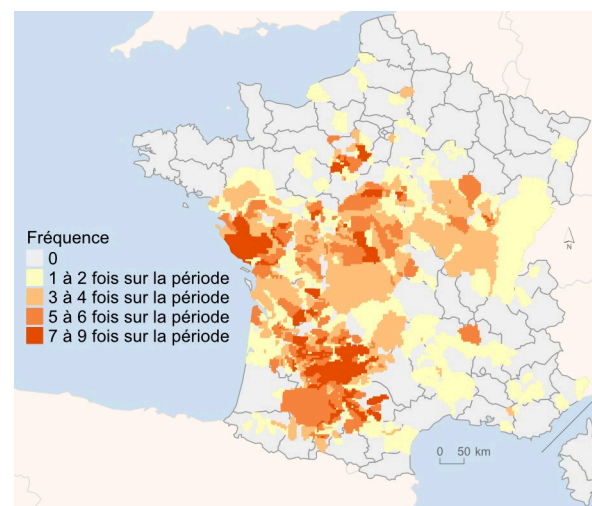 Fréquence
0
1 à 2 fois sur la période
3 à 4 fois sur la période
5 à 6 fois sur la période
7 à 9 fois sur la période
N
0 50 km